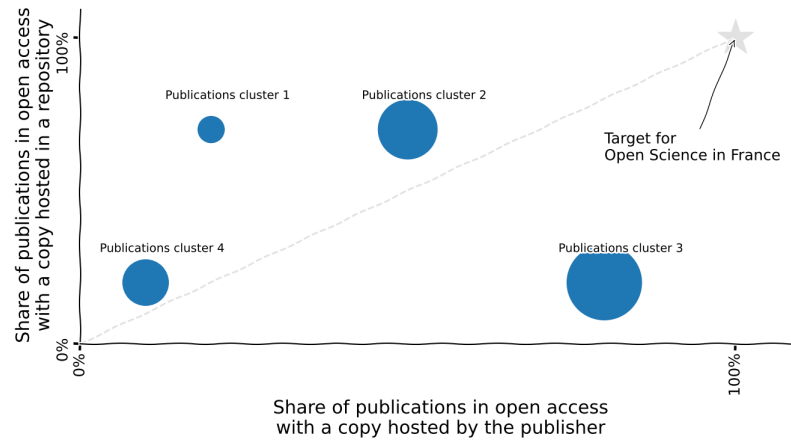 Share of publications in open access
with a copy hosted in a repository
100%
0%
Publications cluster 1
Publications cluster 2
Target for
Open Science in France
Publications cluster 4
Publications cluster 3
0%
100%
Share of publications in open access
with a copy hosted by the publisher